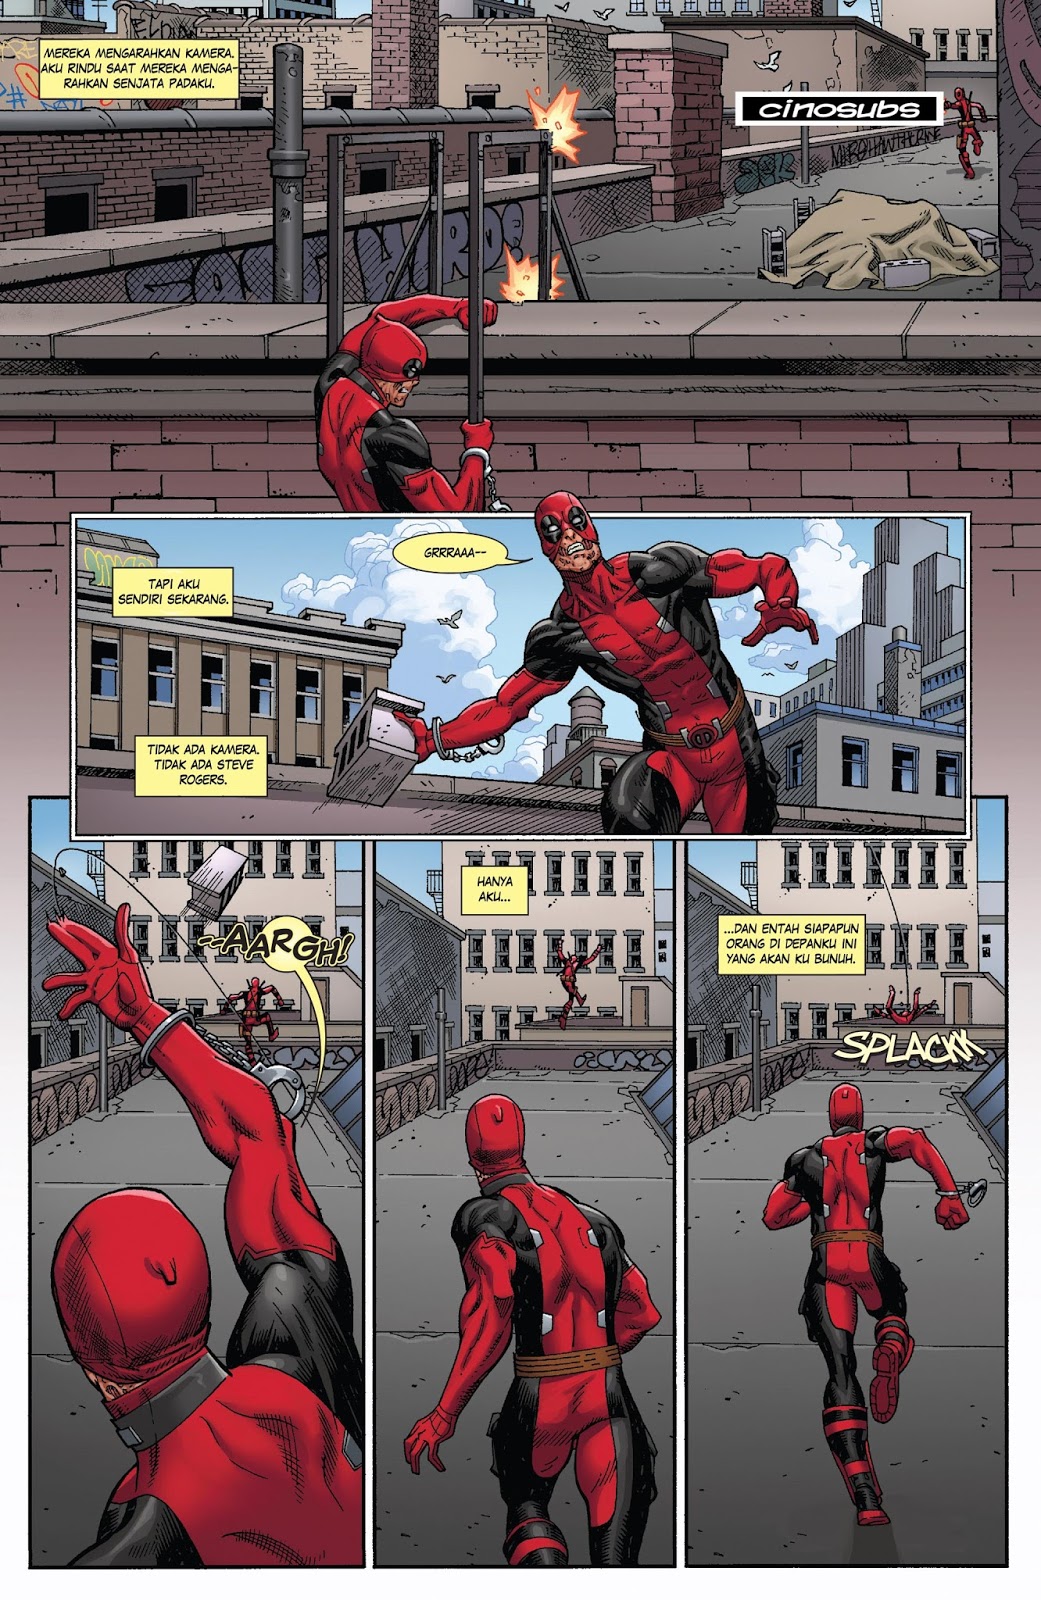 MEREKA MENGARAHKAN KAMERA.
AKU RINDU SAAT MEREKA MENGA-
RAHKAN SENJATA PADAKU.
cinosubs
GRRRAAA--
TAPI AKU
SENDIRI SEKARANG.
TIDAK ADA KAMERA.
TIDAK ADA STEVE
ROGERS.
--AARGH!
HANYA
AKU...
...DAN ENTAH SIAPAPUN
ORANG DI DEPANKU INI
YANG AKAN KU BUNUH.
SPLACKK